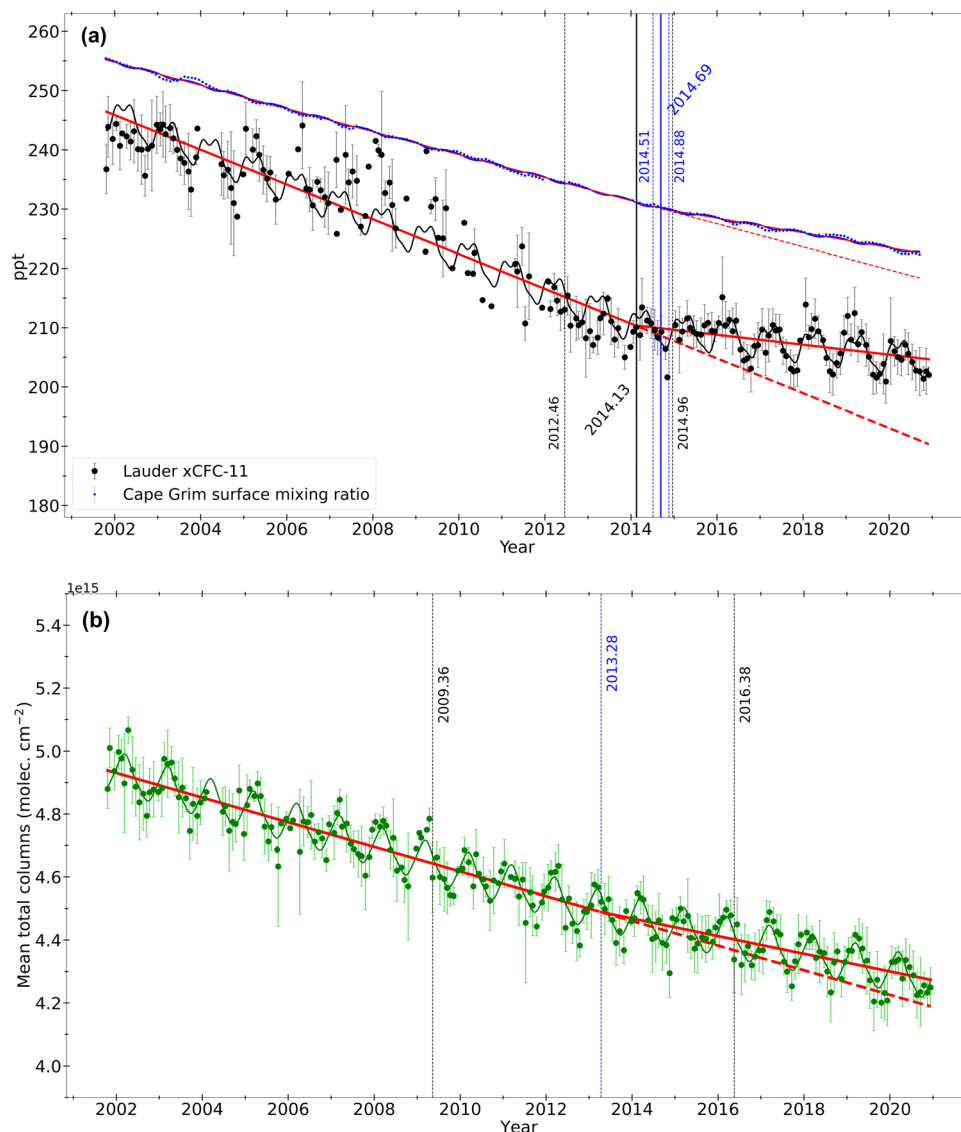 (a)
260
250
240
230
220
210
200
190
180
ppt
2014.51
2014.69
2014.88
2012.46
2014.13
2014.96
Lauder xCFC-11
Cape Grim surface mixing ratio
2002 2004 2006 2008 2010 2012 2014 2016 2018 2020
Year
1e15
(b)
5.4
5.2
5.0
4.8
4.6
4.4
4.2
4.0
Mean total columns (molec. cm⁻²)
2009.36
2013.28
2016.38
2002 2004 2006 2008 2010 2012 2014 2016 2018 2020
Year